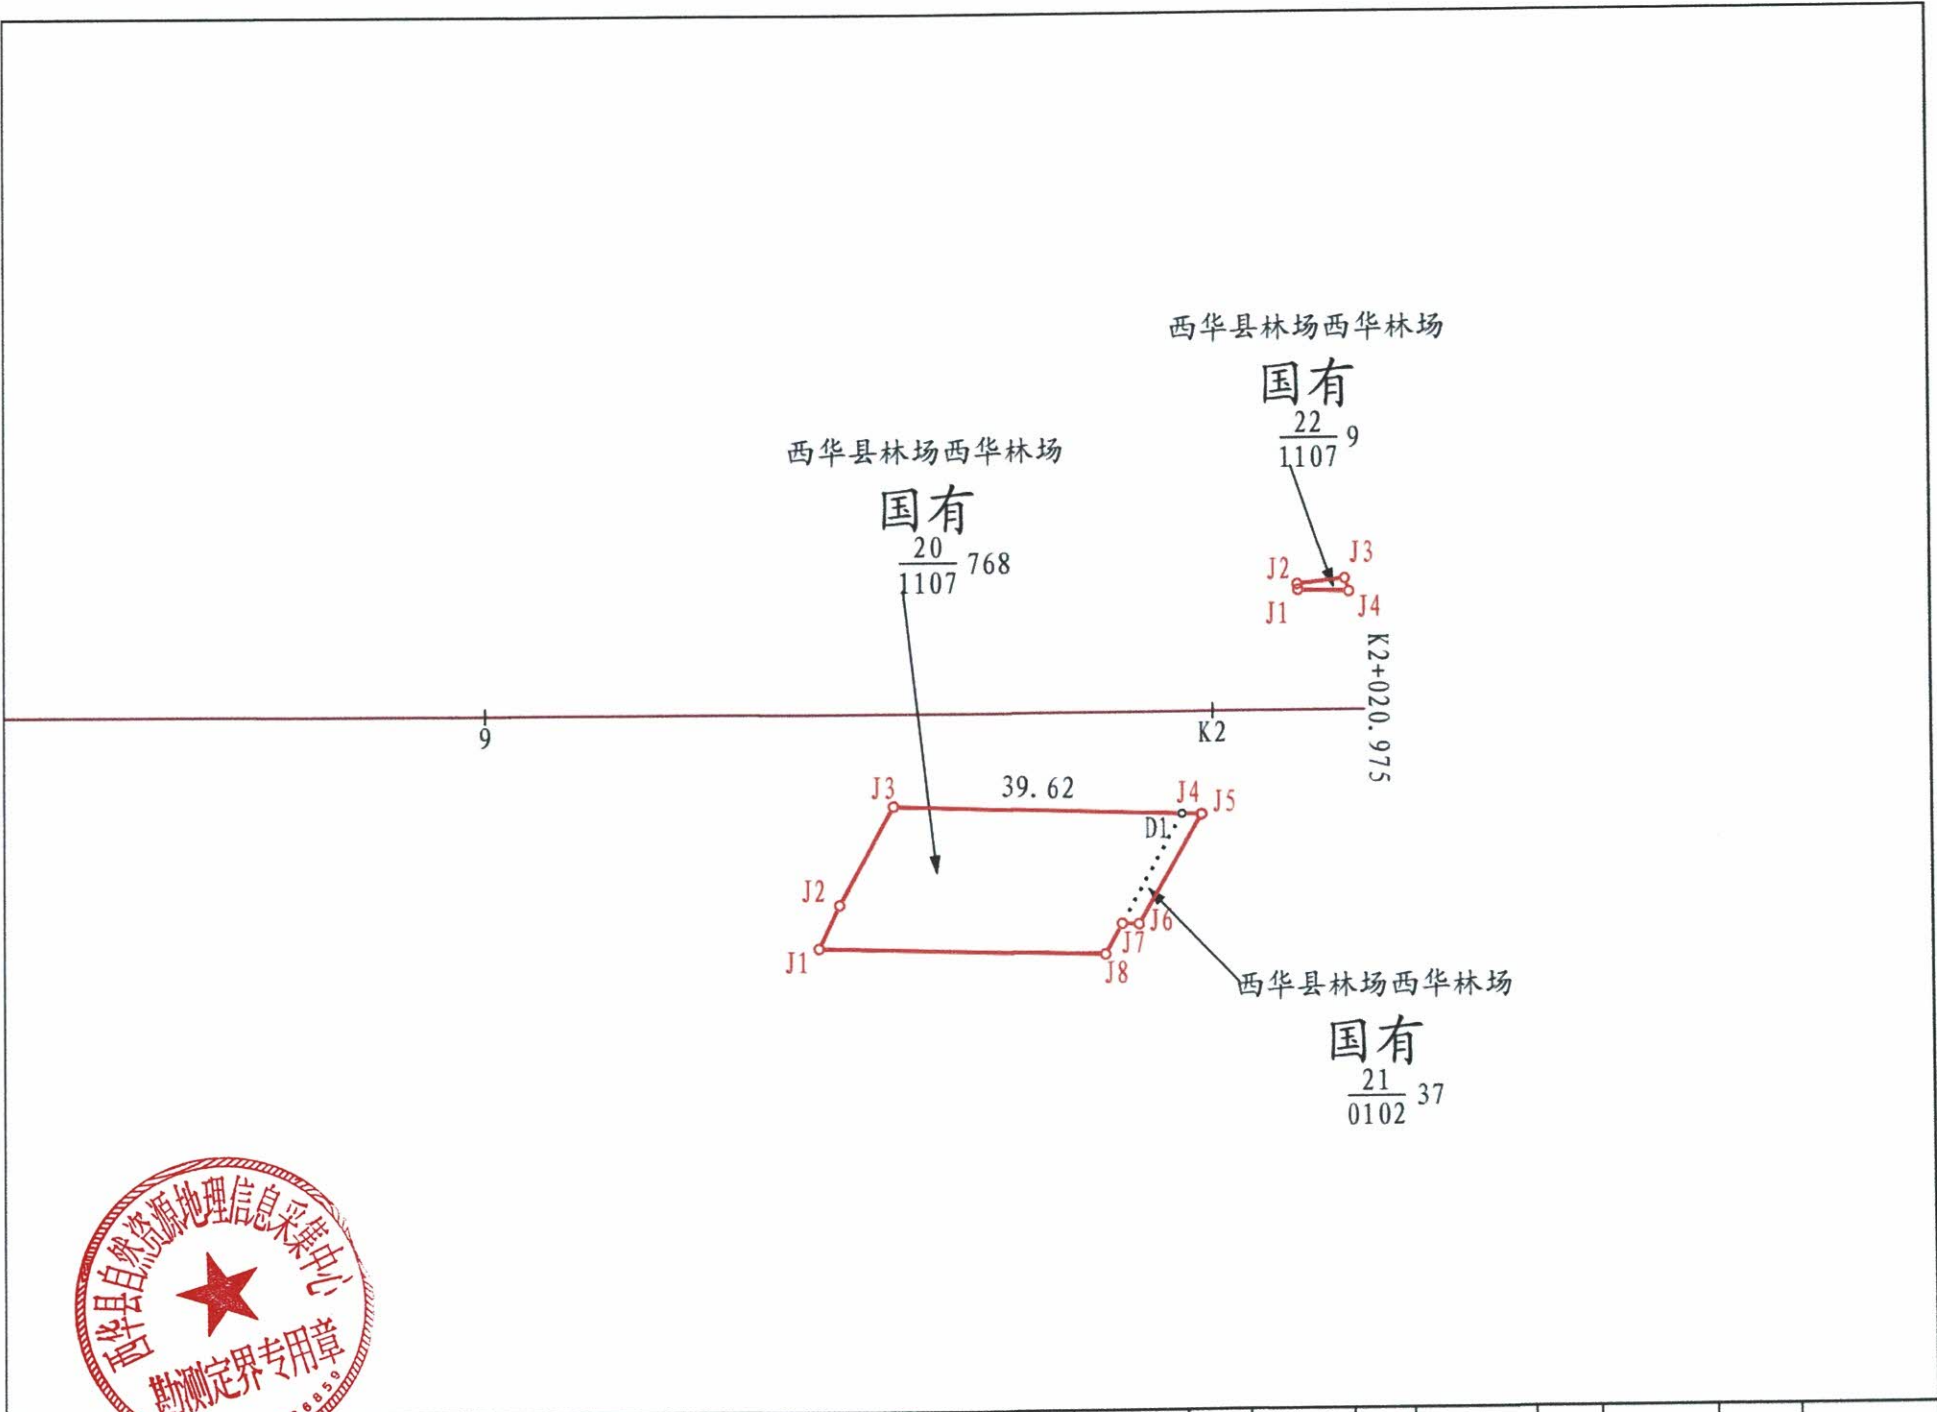 西华县林场西华林场
国有
22
1107 9
J2 J3
J1 J4
K2+020.975
西华县林场西华林场
国有
20
1107 768
9
K2
J3 39.62 J4 J5
D1
J2
J6
J7
J1
J8
西华县林场西华林场
国有
21
0102 37
西华县自然资源地理信息采集中心
勘测定界专用章
6859